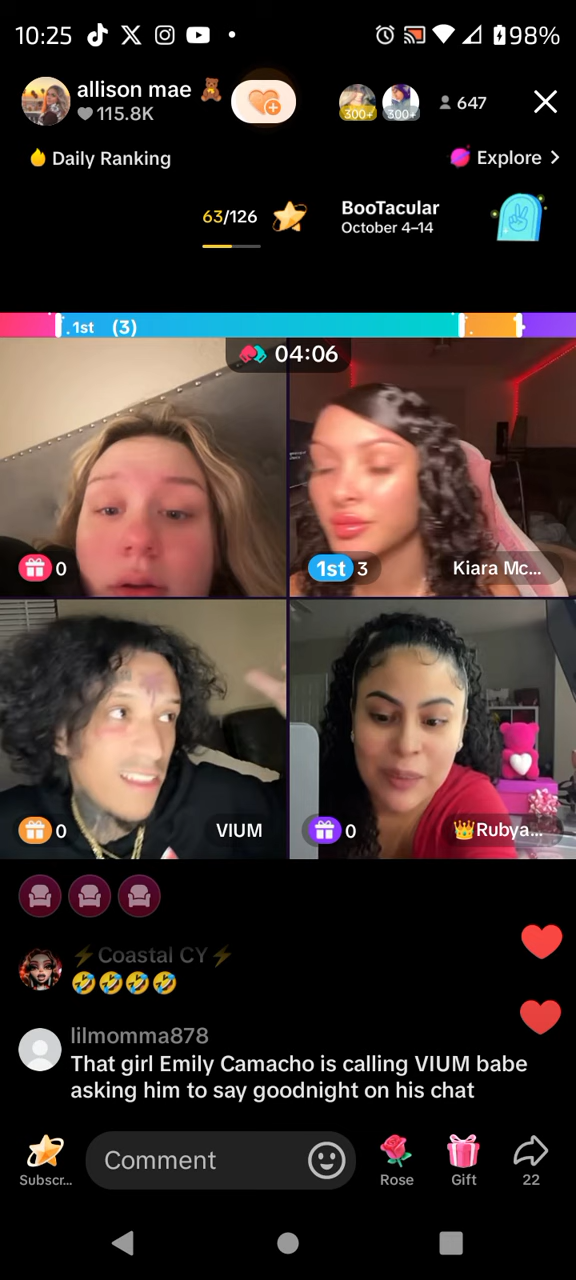 10:25
98%
allison mae 🧸
115.8K
300+
300+
647
Daily Ranking
Explore >
63/126
BooTacular
October 4–14
1st (3)
04:06
0
1st 3
Kiara Mc...
0
VIUM
0
👑Rubya...
⚡Coastal CY⚡
🤣🤣🤣🤣
lilmomma878
That girl Emily Camacho is calling VIUM babe
asking him to say goodnight on his chat
Comment
Subscr...
Rose
Gift
22